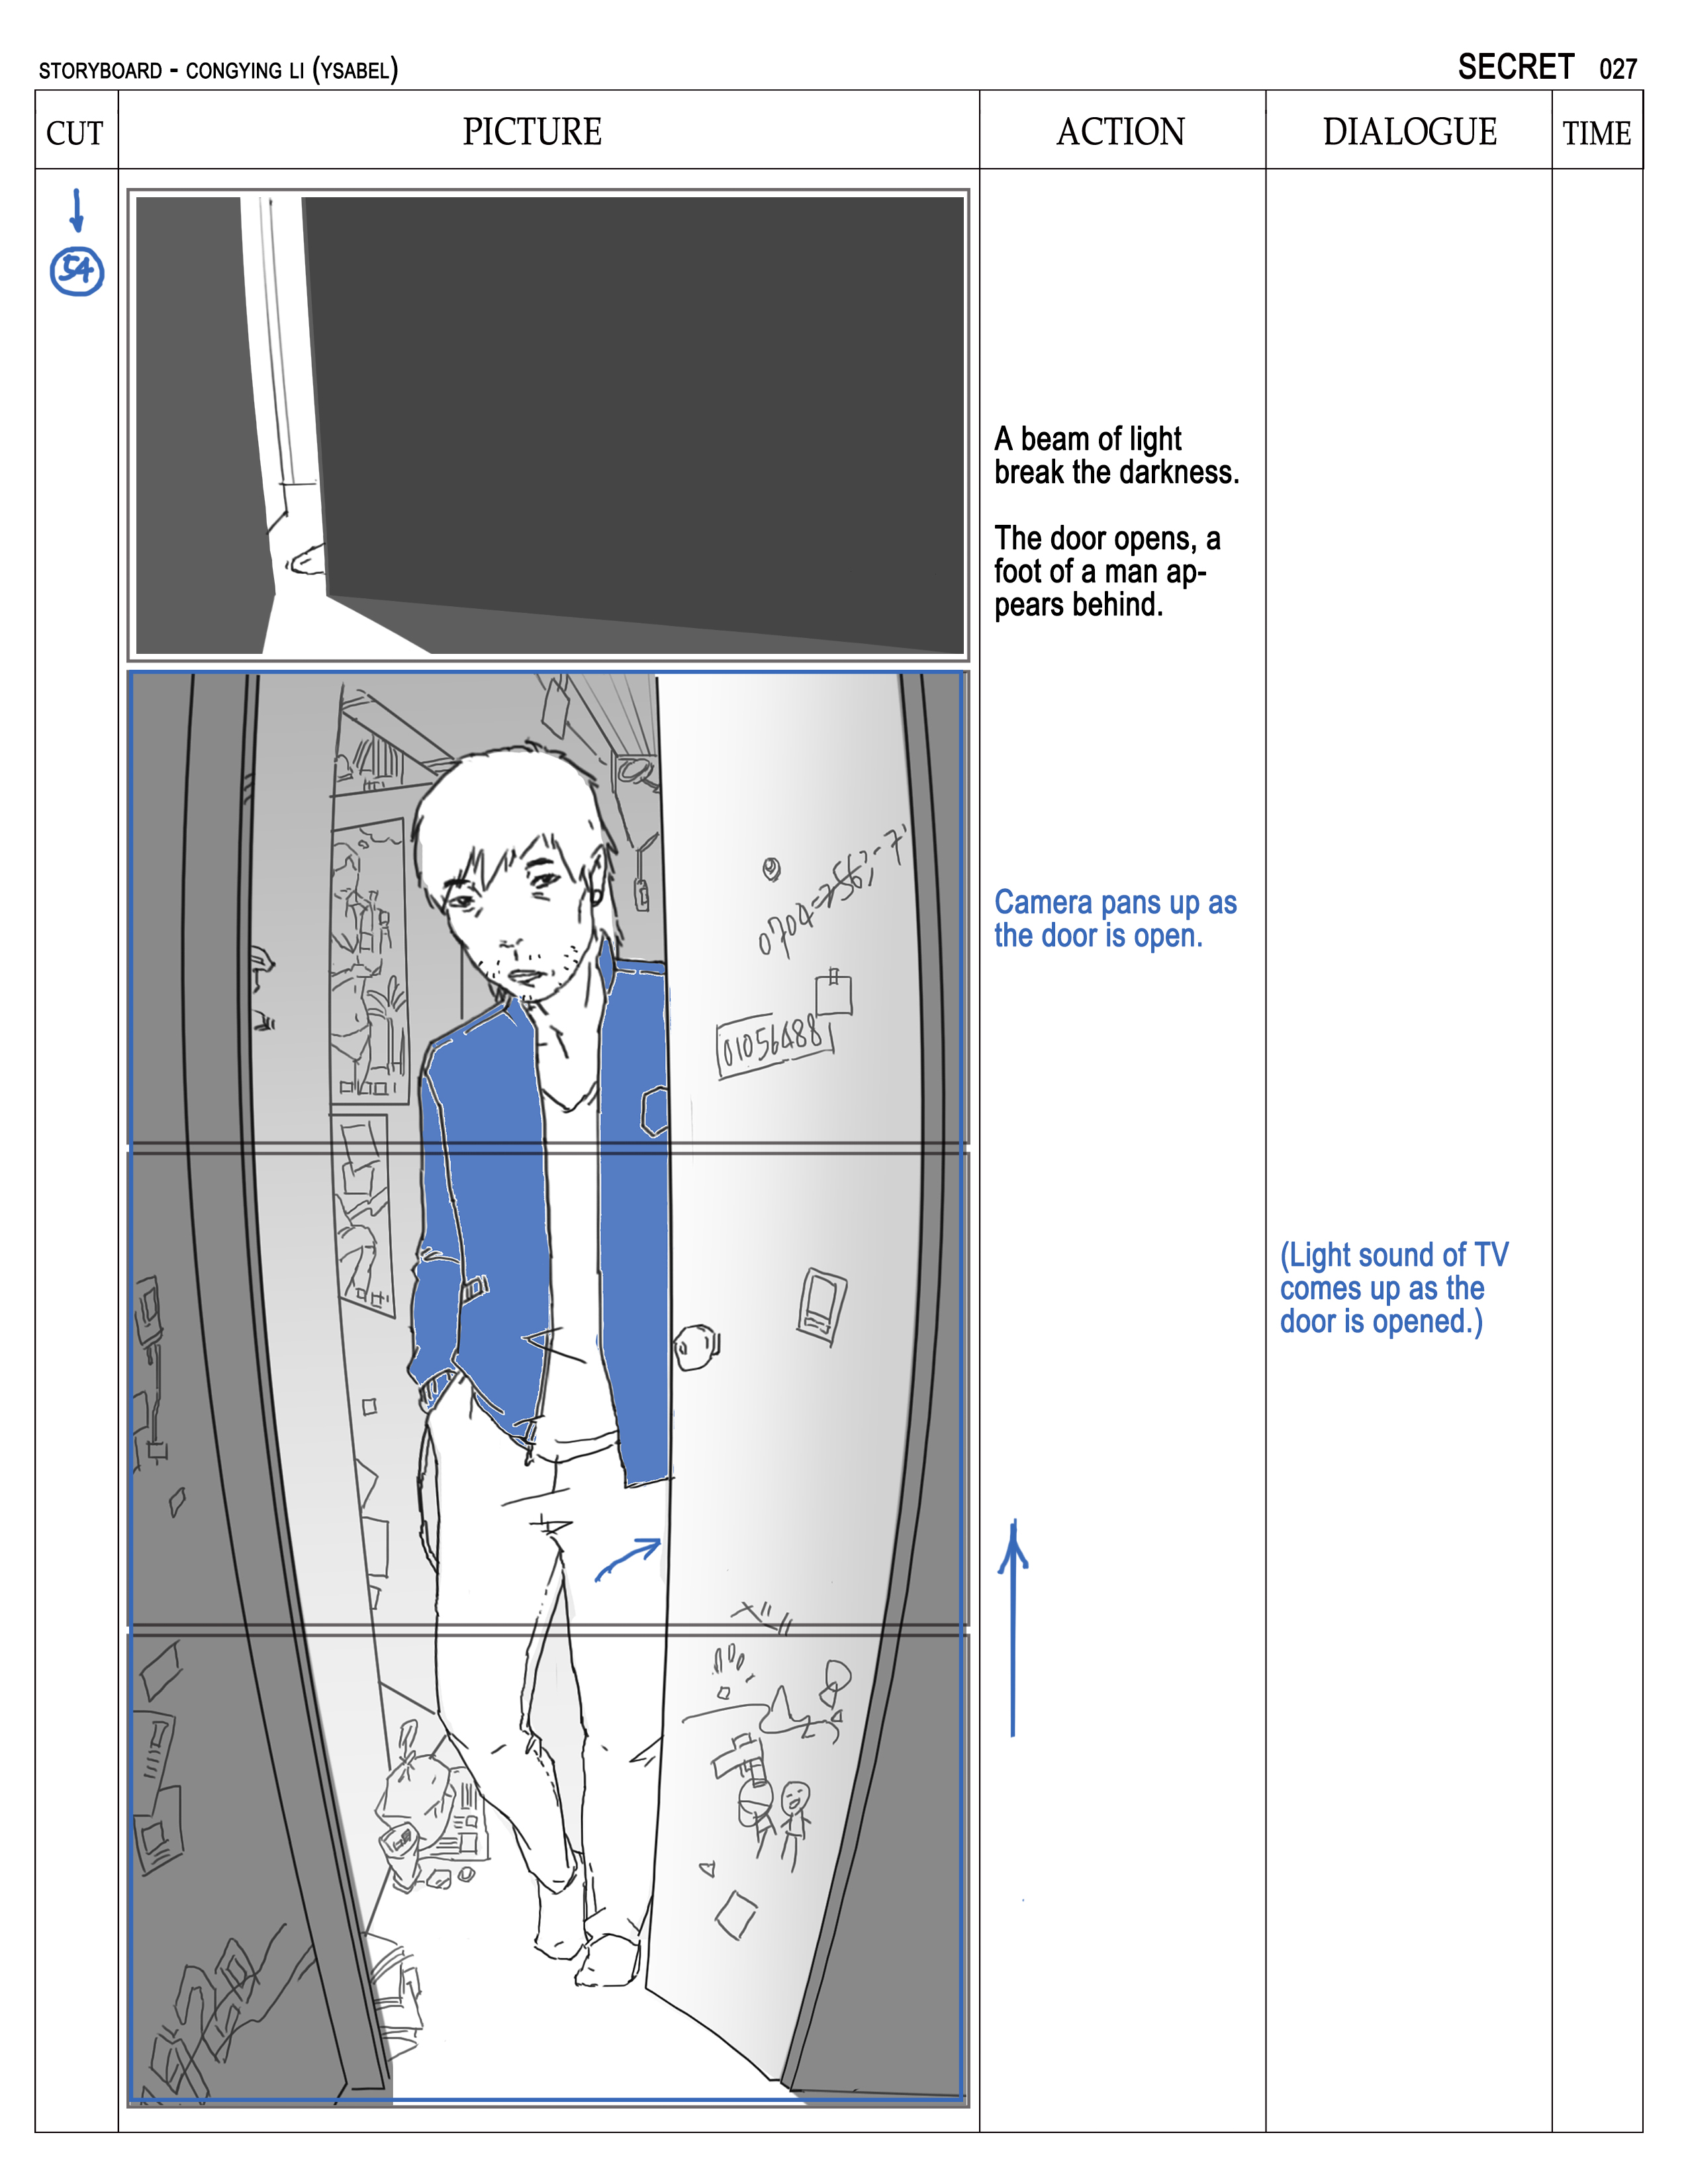 STORYBOARD - CONGYING LI (YSABEL)
SECRET 027
CUT
PICTURE
ACTION
DIALOGUE
TIME
54
A beam of light
break the darkness.
The door opens, a
foot of a man ap-
pears behind.
Camera pans up as
the door is open.
01056488
(Light sound of TV
comes up as the
door is opened.)